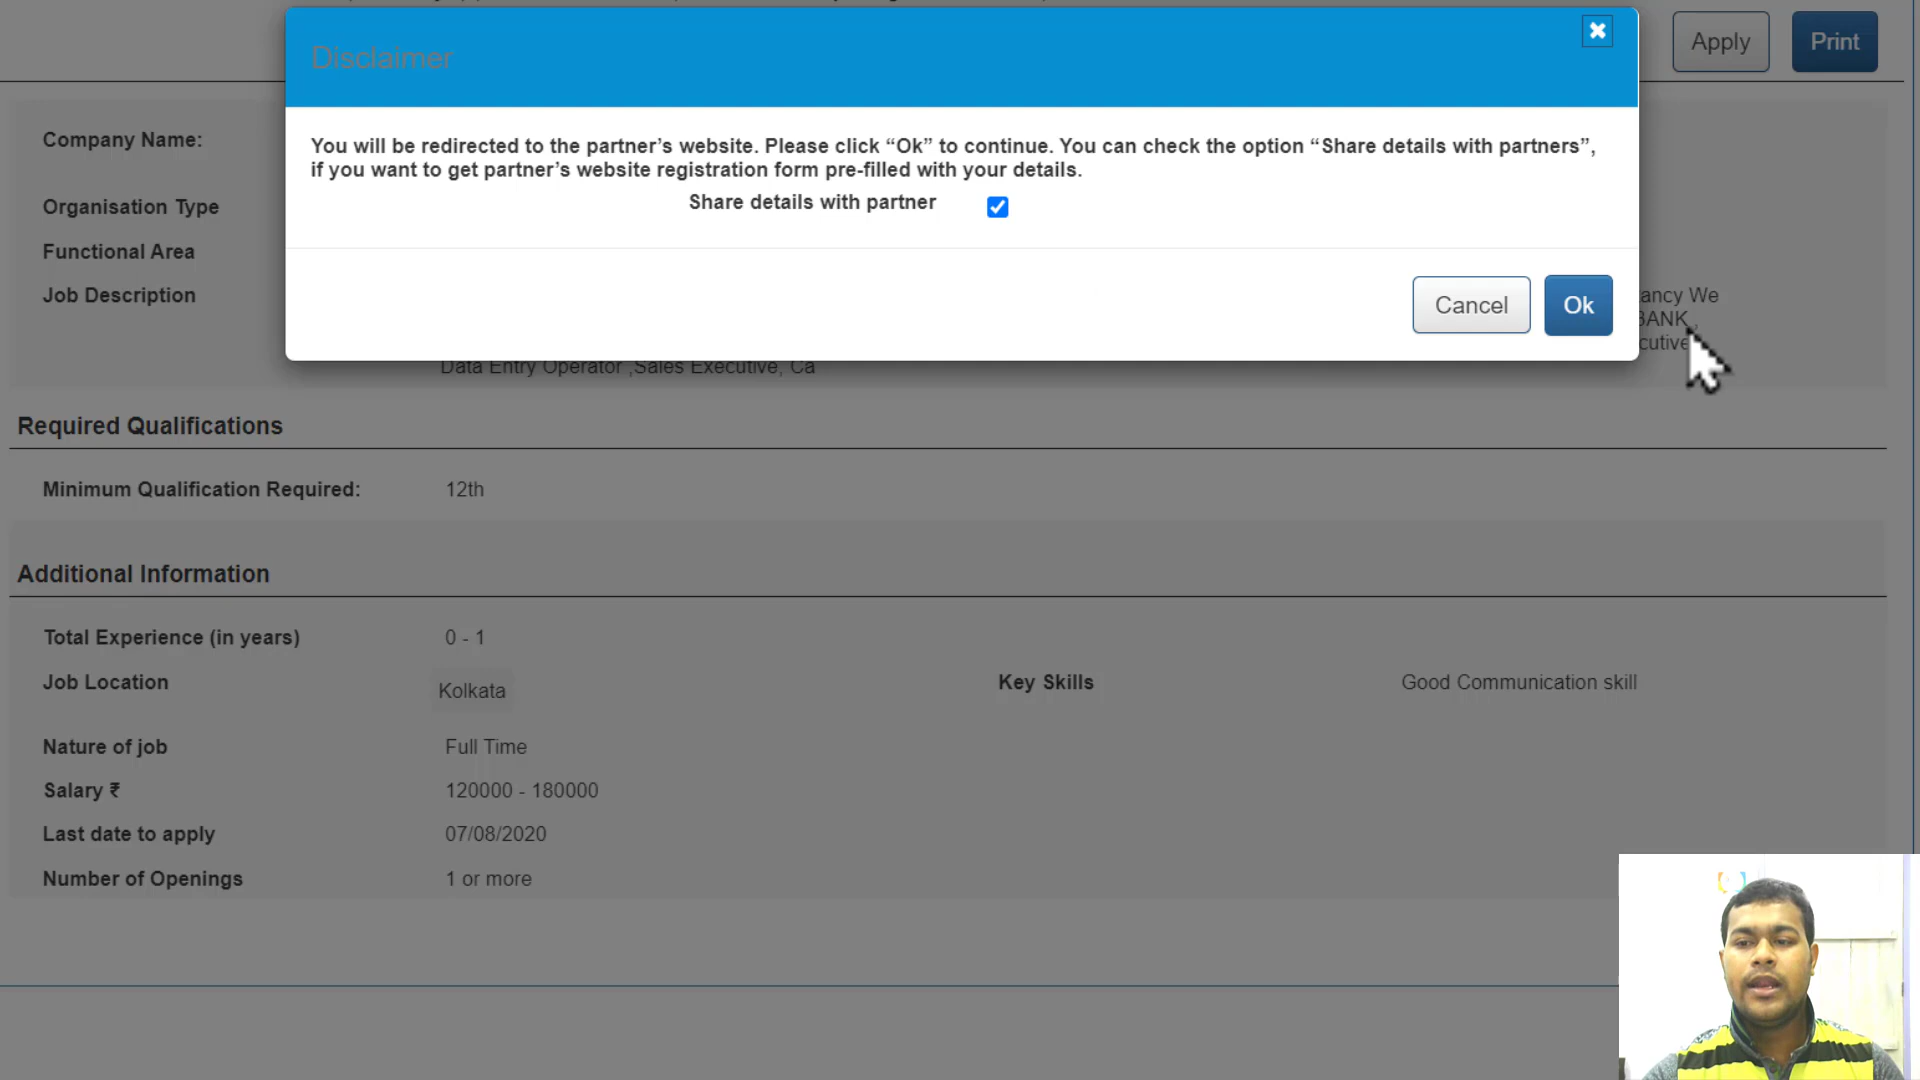 Disclaimer
Apply
Print
You will be redirected to the partner’s website. Please click “Ok” to continue. You can check the option “Share details with partners”,
if you want to get partner’s website registration form pre-filled with your details.
Share details with partner
Cancel
Ok
Company Name:
Organisation Type
Functional Area
Job Description
We
BANK ,
Data Entry Operator ,Sales Executive, Ca
Required Qualifications
Minimum Qualification Required: 12th
Additional Information
Total Experience (in years) 0 - 1
Job Location Kolkata Key Skills Good Communication skill
Nature of job Full Time
Salary ₹ 120000 - 180000
Last date to apply 07/08/2020
Number of Openings 1 or more